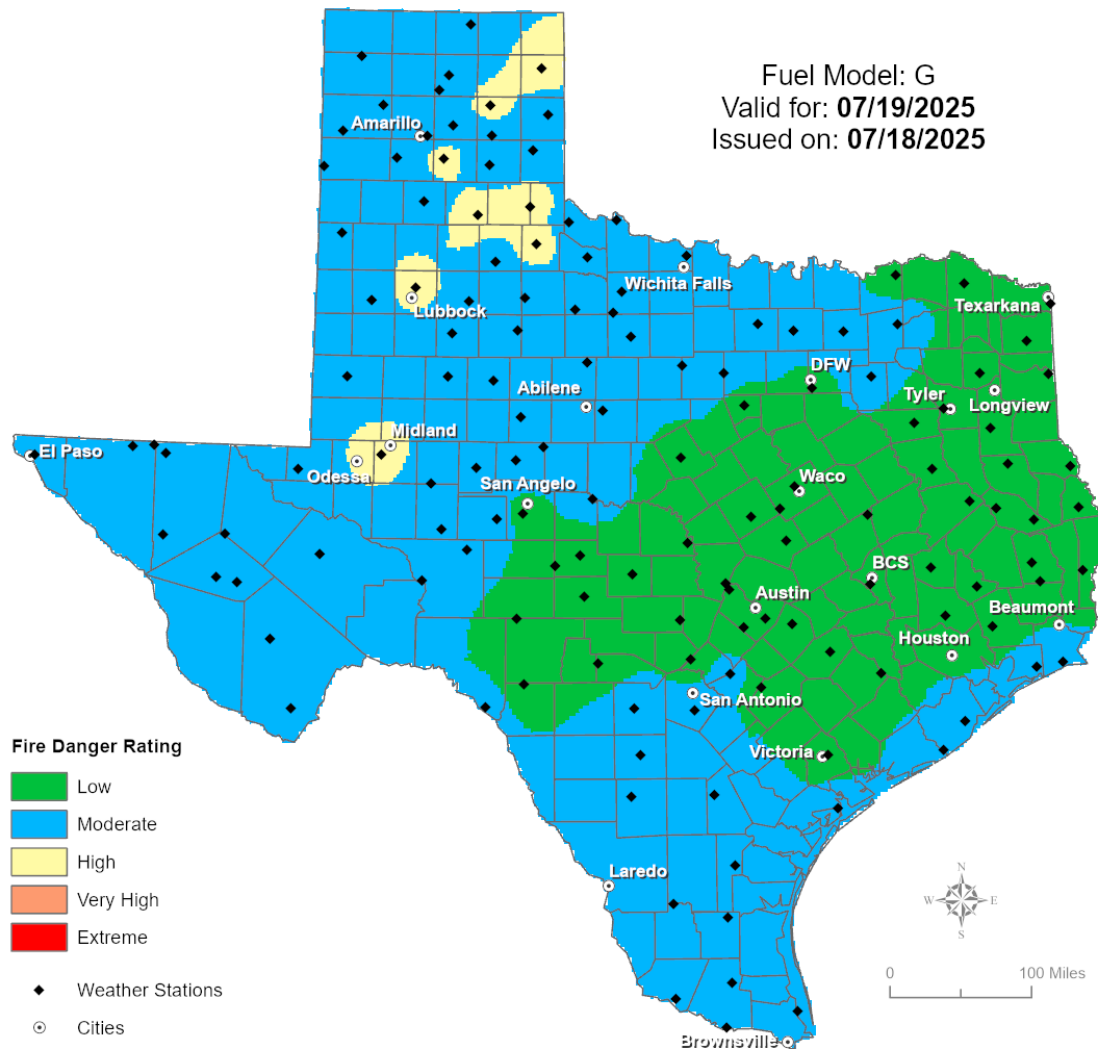 Fuel Model: G
Valid for: 07/19/2025
Issued on: 07/18/2025
Amarillo
Wichita Falls
Lubbock
Texarkana
DFW
Abilene
Tyler
Longview
Midland
El Paso
Odessa
San Angelo
Waco
BCS
Austin
Beaumont
Houston
San Antonio
Victoria
Laredo
Brownsville
Fire Danger Rating
Low
Moderate
High
Very High
Extreme
Weather Stations
Cities
N
W E
S
0 100 Miles